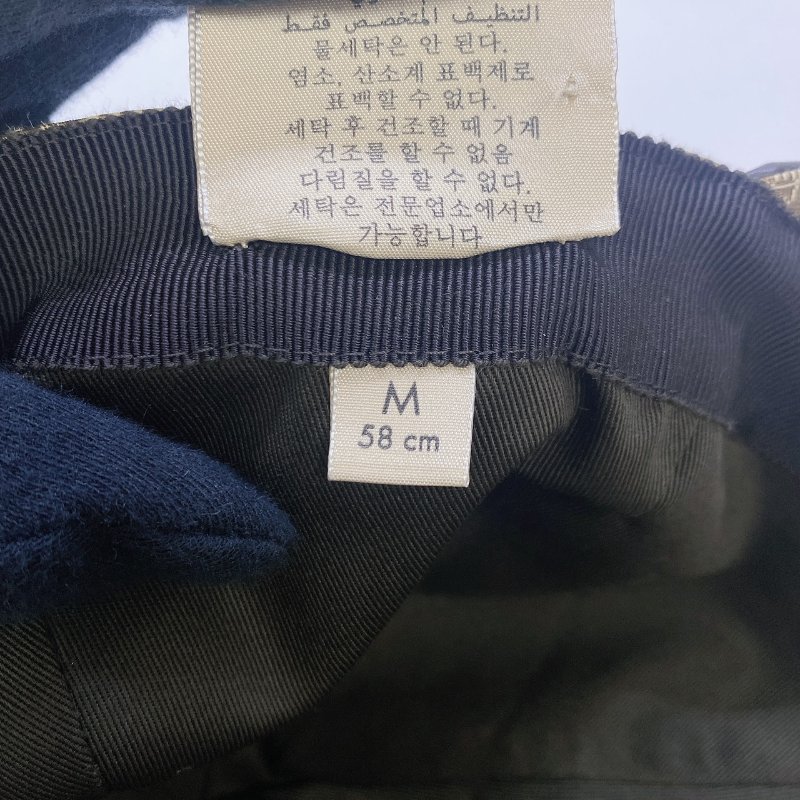 التنظيف المتخصص فقط
물세탁은 안 된다.
염소, 산소계 표백제로
표백할 수 없다.
세탁 후 건조할 때 기계
건조를 할 수 없음
다림질을 할 수 없다.
세탁은 전문업소에서만
가능합니다
M
58 cm